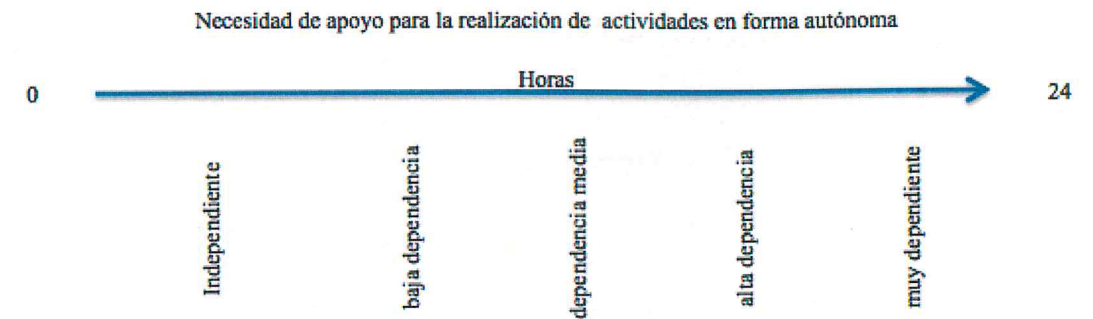 Necesidad de apoyo para la realización de actividades en forma autónoma
Horas
0
24
Independiente
baja dependencia
dependencia media
alta dependencia
muy dependiente